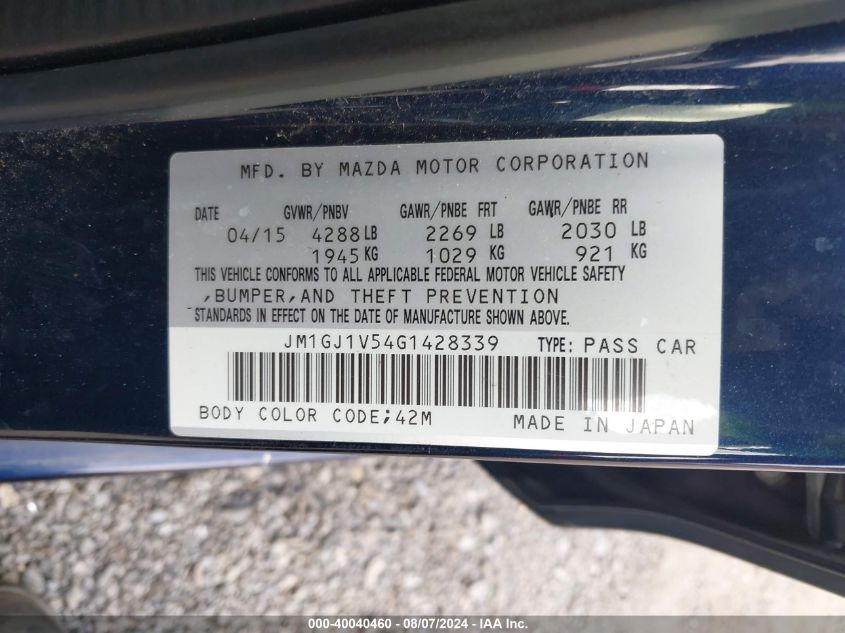 MFD. BY MAZDA MOTOR CORPORATION
DATE GVWR/PNBV GAWR/PNBE FRT GAWR/PNBE RR
04/15 4288 LB 2269 LB 2030 LB
1945 KG 1029 KG 921 KG
THIS VEHICLE CONFORMS TO ALL APPLICABLE FEDERAL MOTOR VEHICLE SAFETY
,BUMPER,AND THEFT PREVENTION
STANDARDS IN EFFECT ON THE DATE OF MANUFACTURE SHOWN ABOVE.
JM1GJ1V54G1428339 TYPE: PASS CAR
BODY COLOR CODE;42M MADE IN JAPAN
000-40040460 - 08/07/2024 - IAA Inc.